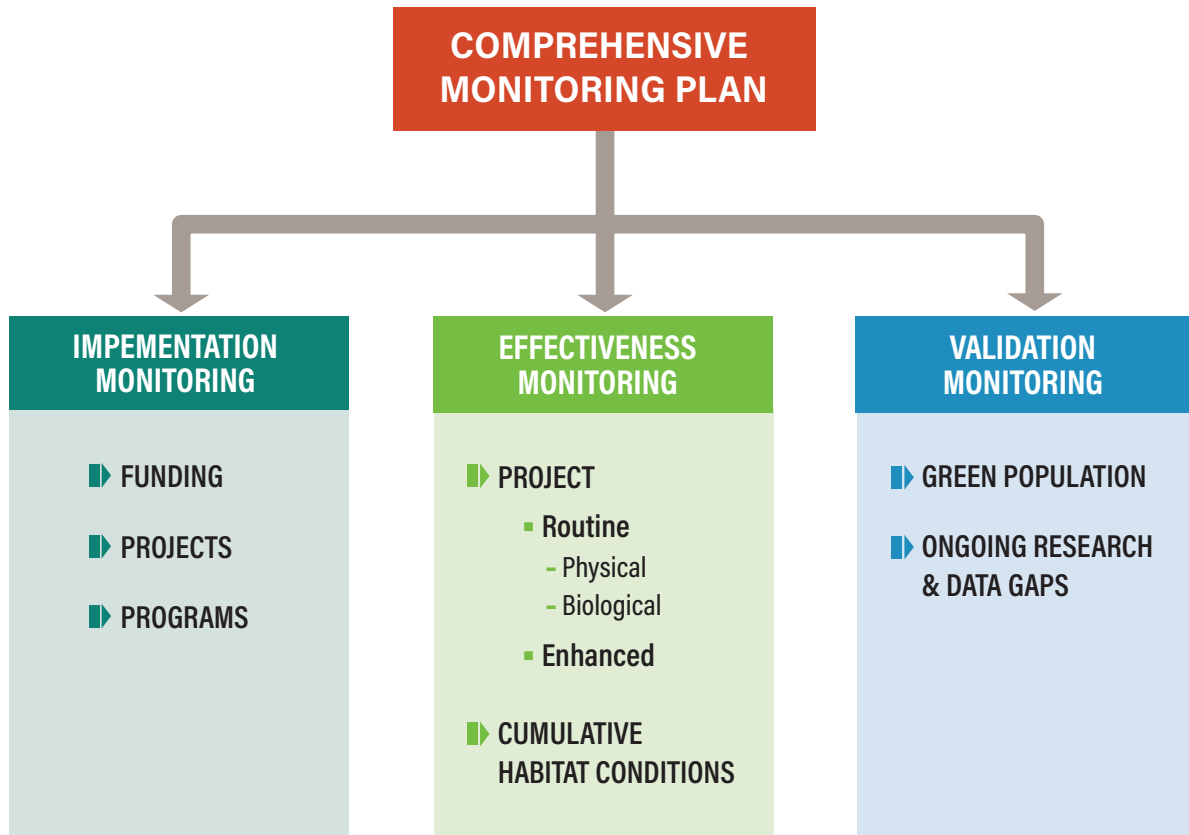 COMPREHENSIVE
MONITORING PLAN
IMPEMENTATION
MONITORING
FUNDING
PROJECTS
PROGRAMS
EFFECTIVENESS
MONITORING
PROJECT
Routine
- Physical
- Biological
Enhanced
CUMULATIVE
HABITAT CONDITIONS
VALIDATION
MONITORING
GREEN POPULATION
ONGOING RESEARCH
& DATA GAPS